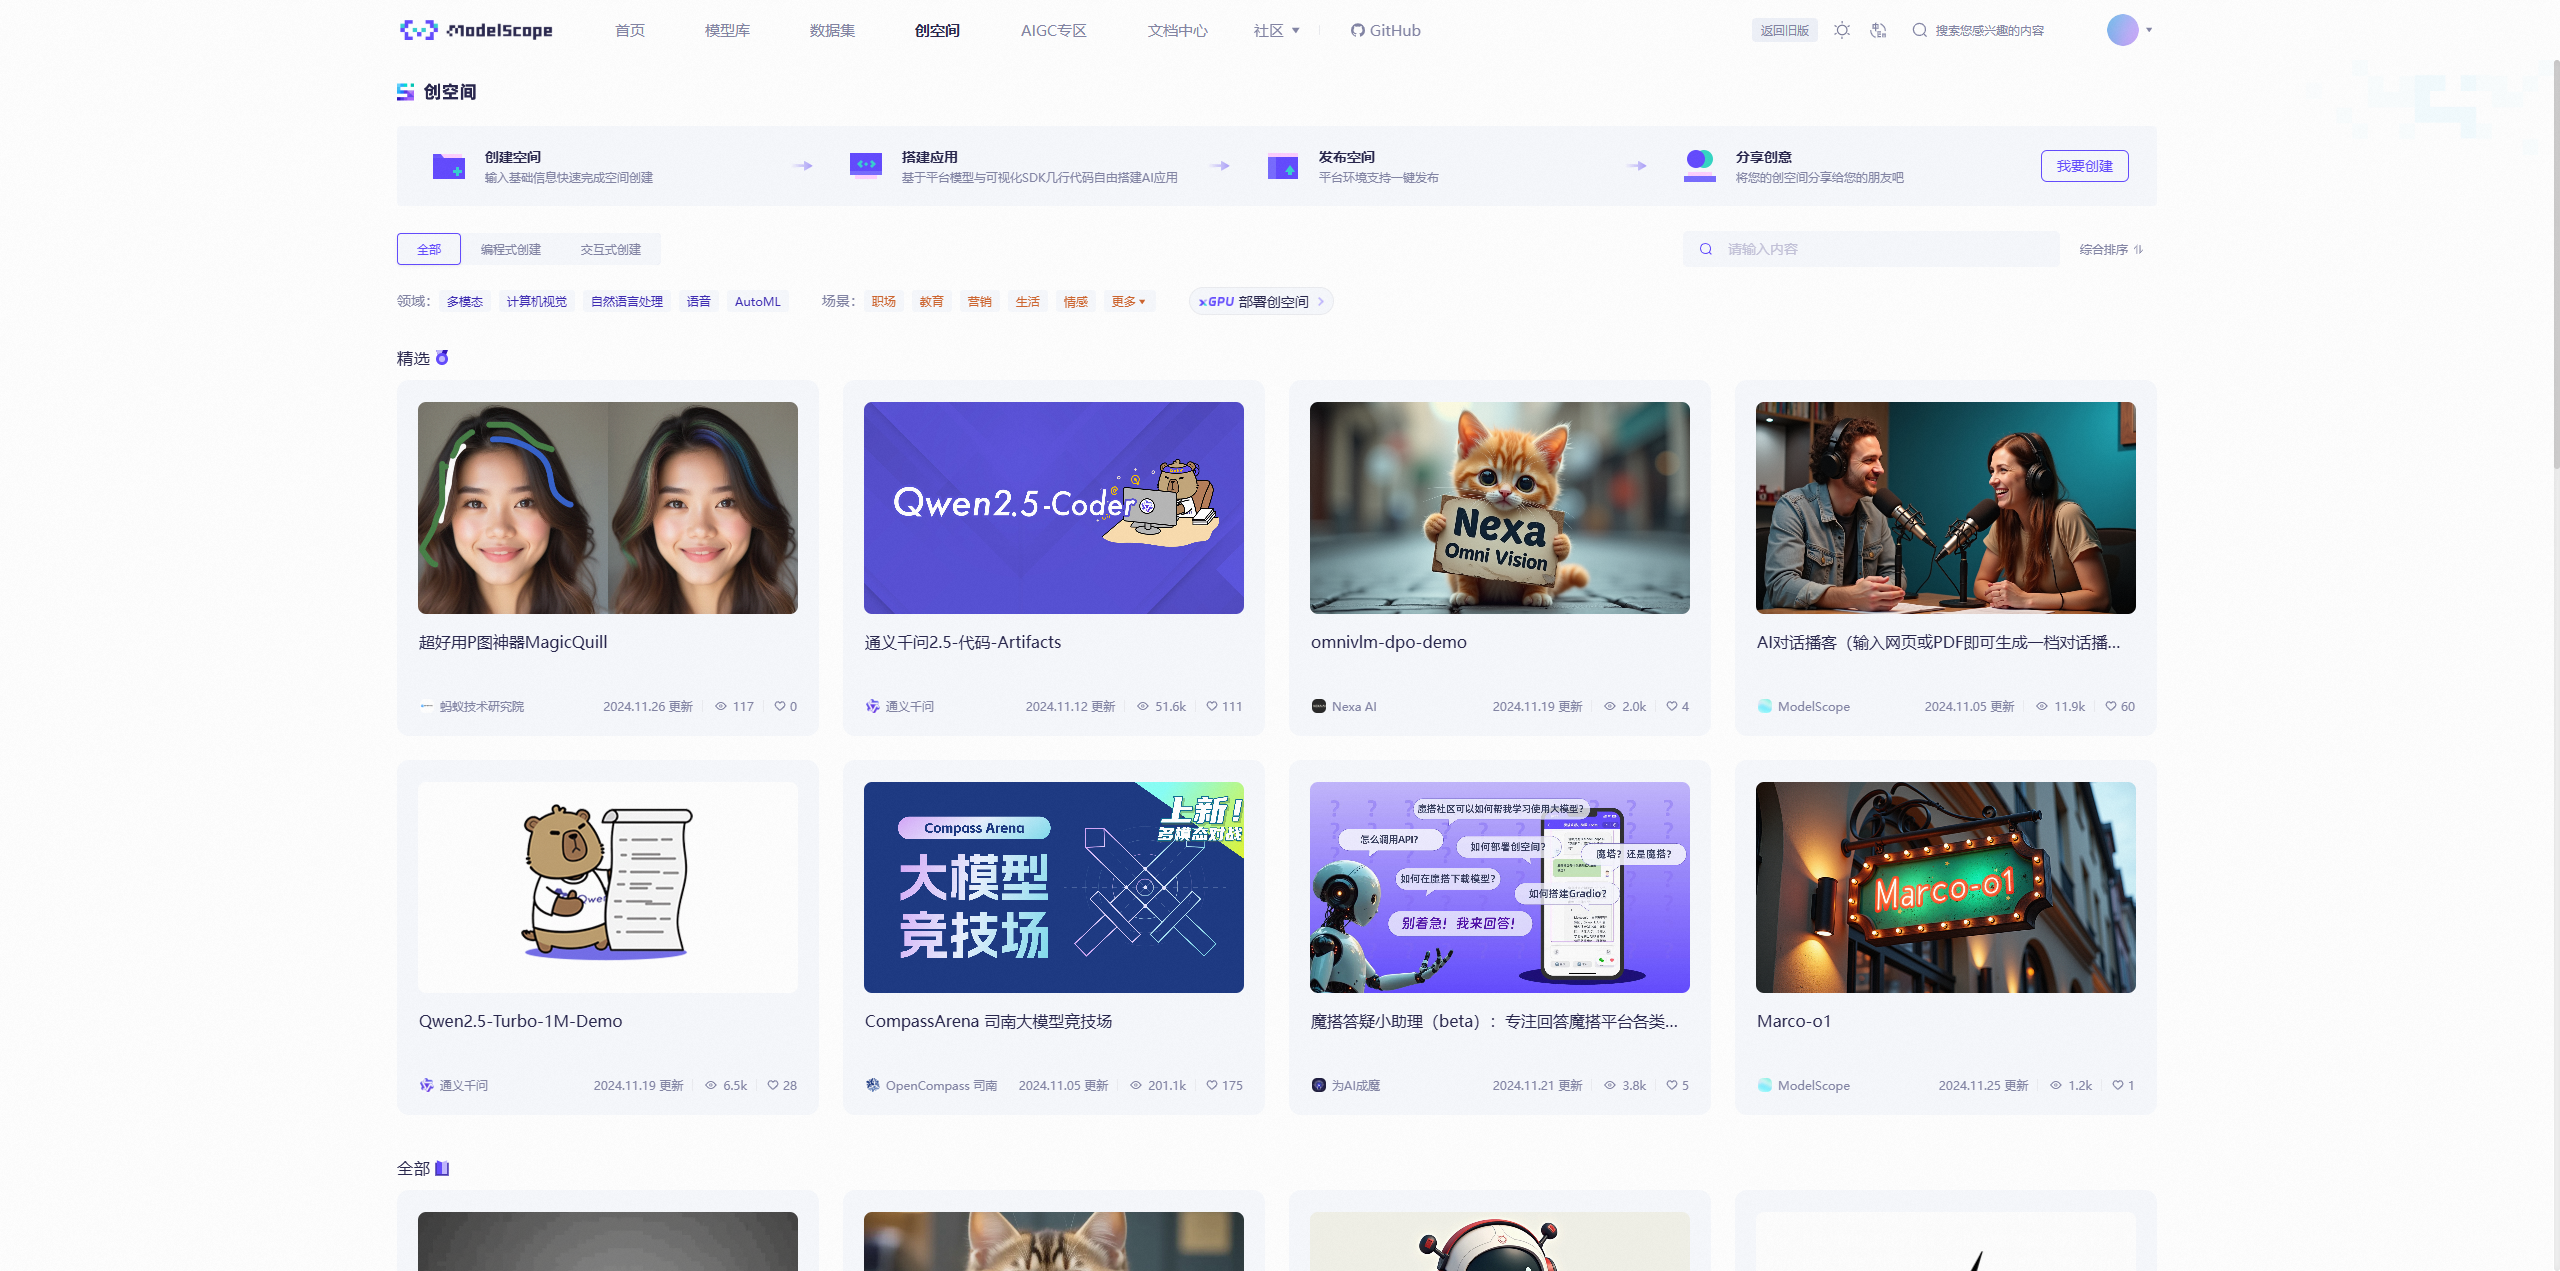 ModelScope
首页
模型库
数据集
创空间
AIGC专区
文档中心
社区
GitHub
返回旧版
搜索您感兴趣的内容
创空间
创建空间
输入基础信息快速完成空间创建
搭建应用
基于平台模型与可视化SDK几行代码自由搭建AI应用
发布空间
平台环境支持一键发布
分享创意
将您的创空间分享给您的朋友吧
我要创建
全部
编程式创建
交互式创建
请输入内容
综合排序
领域：
多模态
计算机视觉
自然语言处理
语音
AutoML
场景：
职场
教育
营销
生活
情感
更多
xGPU 部署创空间
精选
Qwen2.5-Coder
Nexa
Omni Vision
超好用P图神器MagicQuill
蚂蚁技术研究院
2024.11.26 更新
117
0
通义千问2.5-代码-Artifacts
通义千问
2024.11.12 更新
51.6k
111
omnivlm-dpo-demo
Nexa AI
2024.11.19 更新
2.0k
4
AI对话播客（输入网页或PDF即可生成一档对话播...
ModelScope
2024.11.05 更新
11.9k
60
Qwen
Compass Arena
上新！
多模态对战
大模型
竞技场
魔搭社区可以如何帮我学习使用大模型？
怎么调用API？
如何部署创空间？
魔塔？还是魔搭？
如何在魔搭下载模型？
如何搭建Gradio？
别着急！我来回答！
Marco-o1
Qwen2.5-Turbo-1M-Demo
通义千问
2024.11.19 更新
6.5k
28
CompassArena 司南大模型竞技场
OpenCompass 司南
2024.11.05 更新
201.1k
175
魔搭答疑小助理（beta）：专注回答魔搭平台各类...
为AI成魔
2024.11.21 更新
3.8k
5
Marco-o1
ModelScope
2024.11.25 更新
1.2k
1
全部